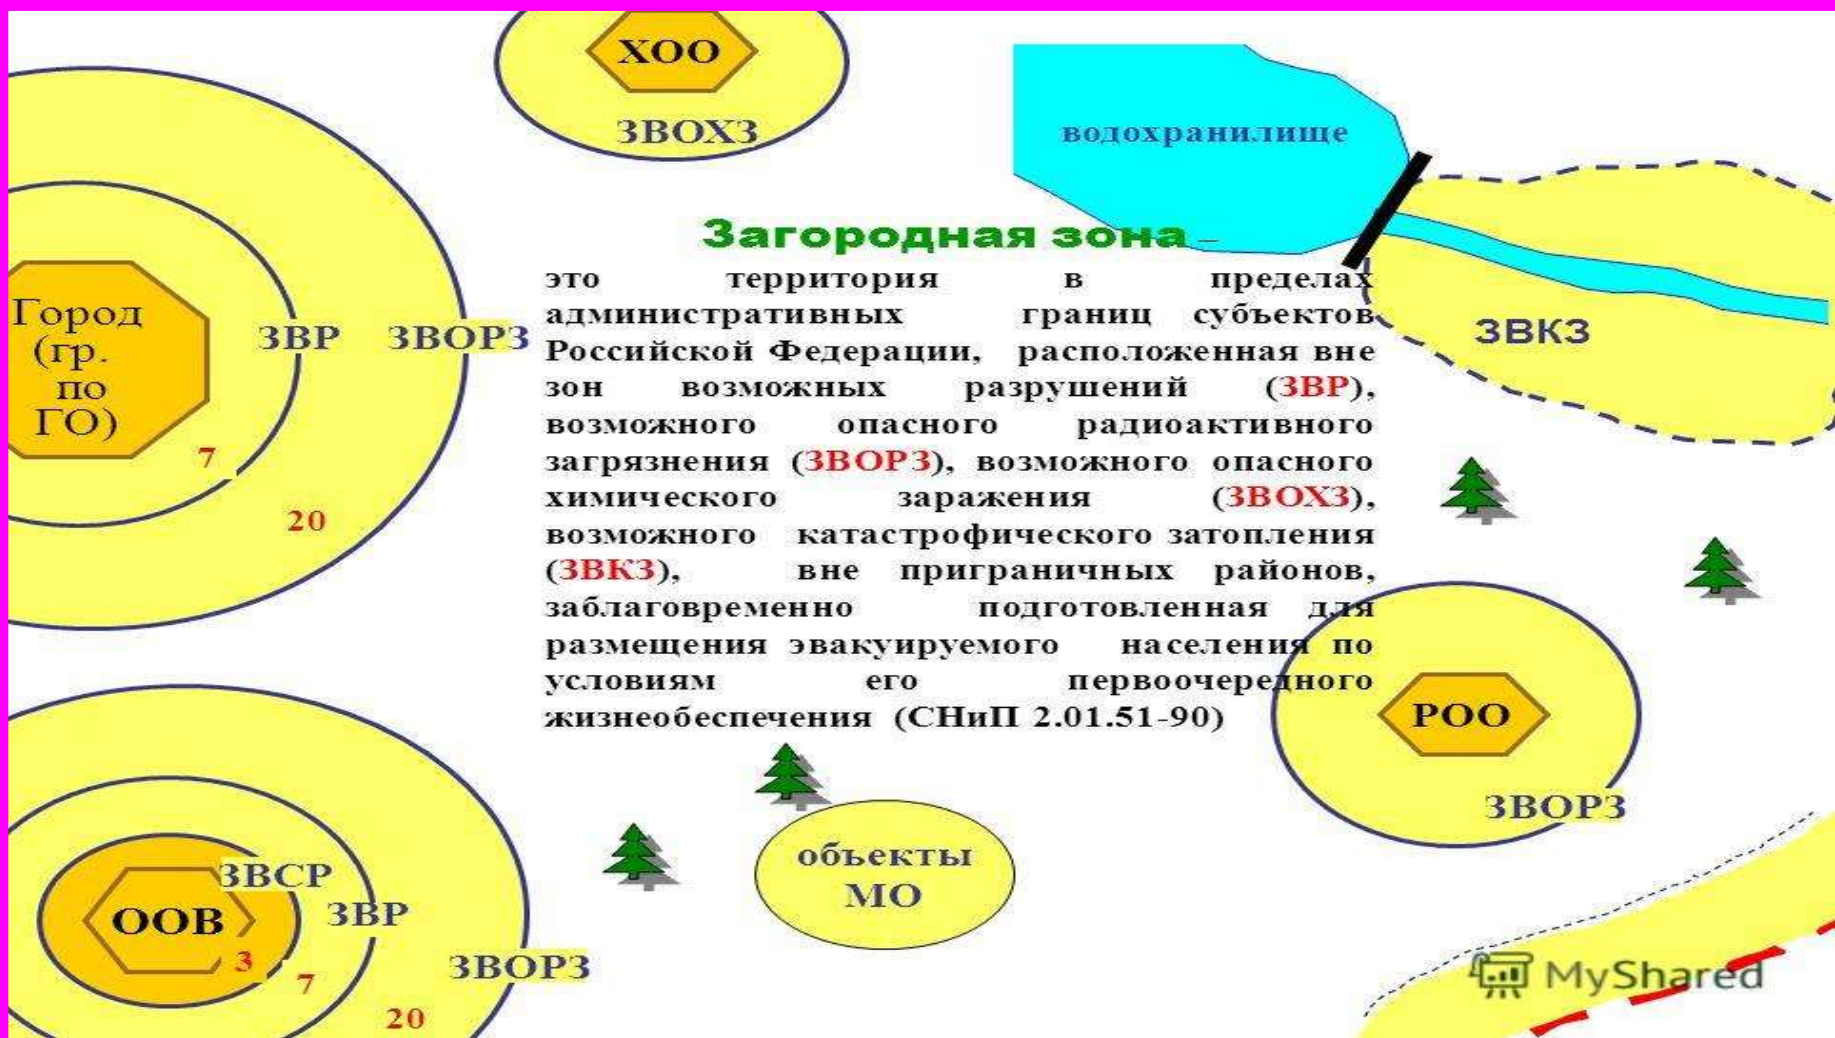 ХОО
ЗВОХЗ
водохранилище
Загородная зона –
это территория в пределах
административных границ субъектов
Российской Федерации, расположенная вне
зон возможных разрушений (ЗВР),
возможного опасного радиоактивного
загрязнения (ЗВОРЗ), возможного опасного
химического заражения (ЗВОХЗ),
возможного катастрофического затопления
(ЗВКЗ), вне приграничных районов,
заблаговременно подготовленная для
размещения эвакуируемого населения по
условиям его первоочередного
жизнеобеспечения (СНиП 2.01.51-90)
Город
(гр.
по
ГО)
ЗВР
ЗВОРЗ
7
20
ЗВКЗ
РОО
ЗВОРЗ
объекты
МО
ООВ
ЗВСР
ЗВР
ЗВОРЗ
3
7
20
MyShared